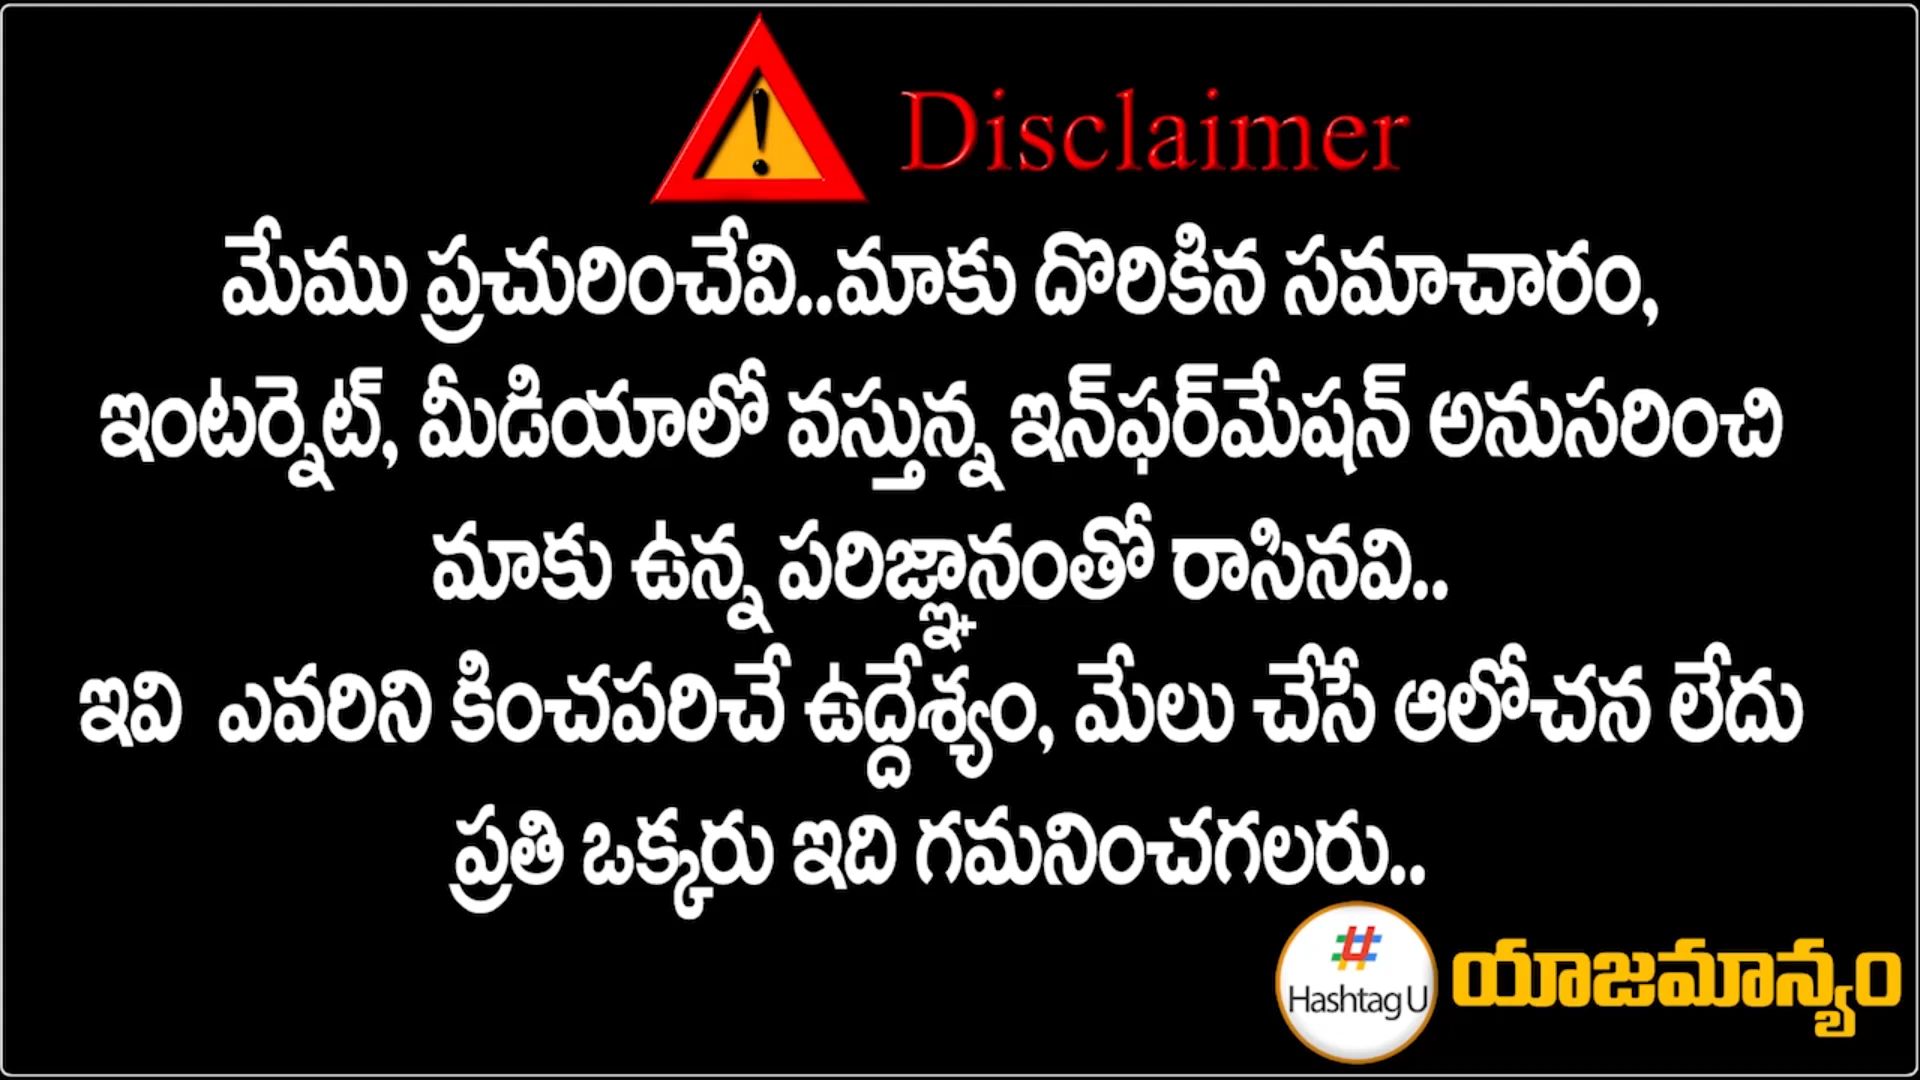 Disclaimer
మేము ప్రచురించేవి..మాకు దొరికిన సమాచారం,
ఇంటర్నెట్, మీడియాలో వస్తున్న ఇన్‌ఫర్‌మేషన్ అనుసరించి
మాకు ఉన్న పరిజ్ఞానంతో రాసినవి..
ఇవి ఎవరిని కించపరిచే ఉద్దేశ్యం, మేలు చేసే ఆలోచన లేదు
ప్రతి ఒక్కరు ఇది గమనించగలరు..
#
Hashtag U
యాజమాన్యం